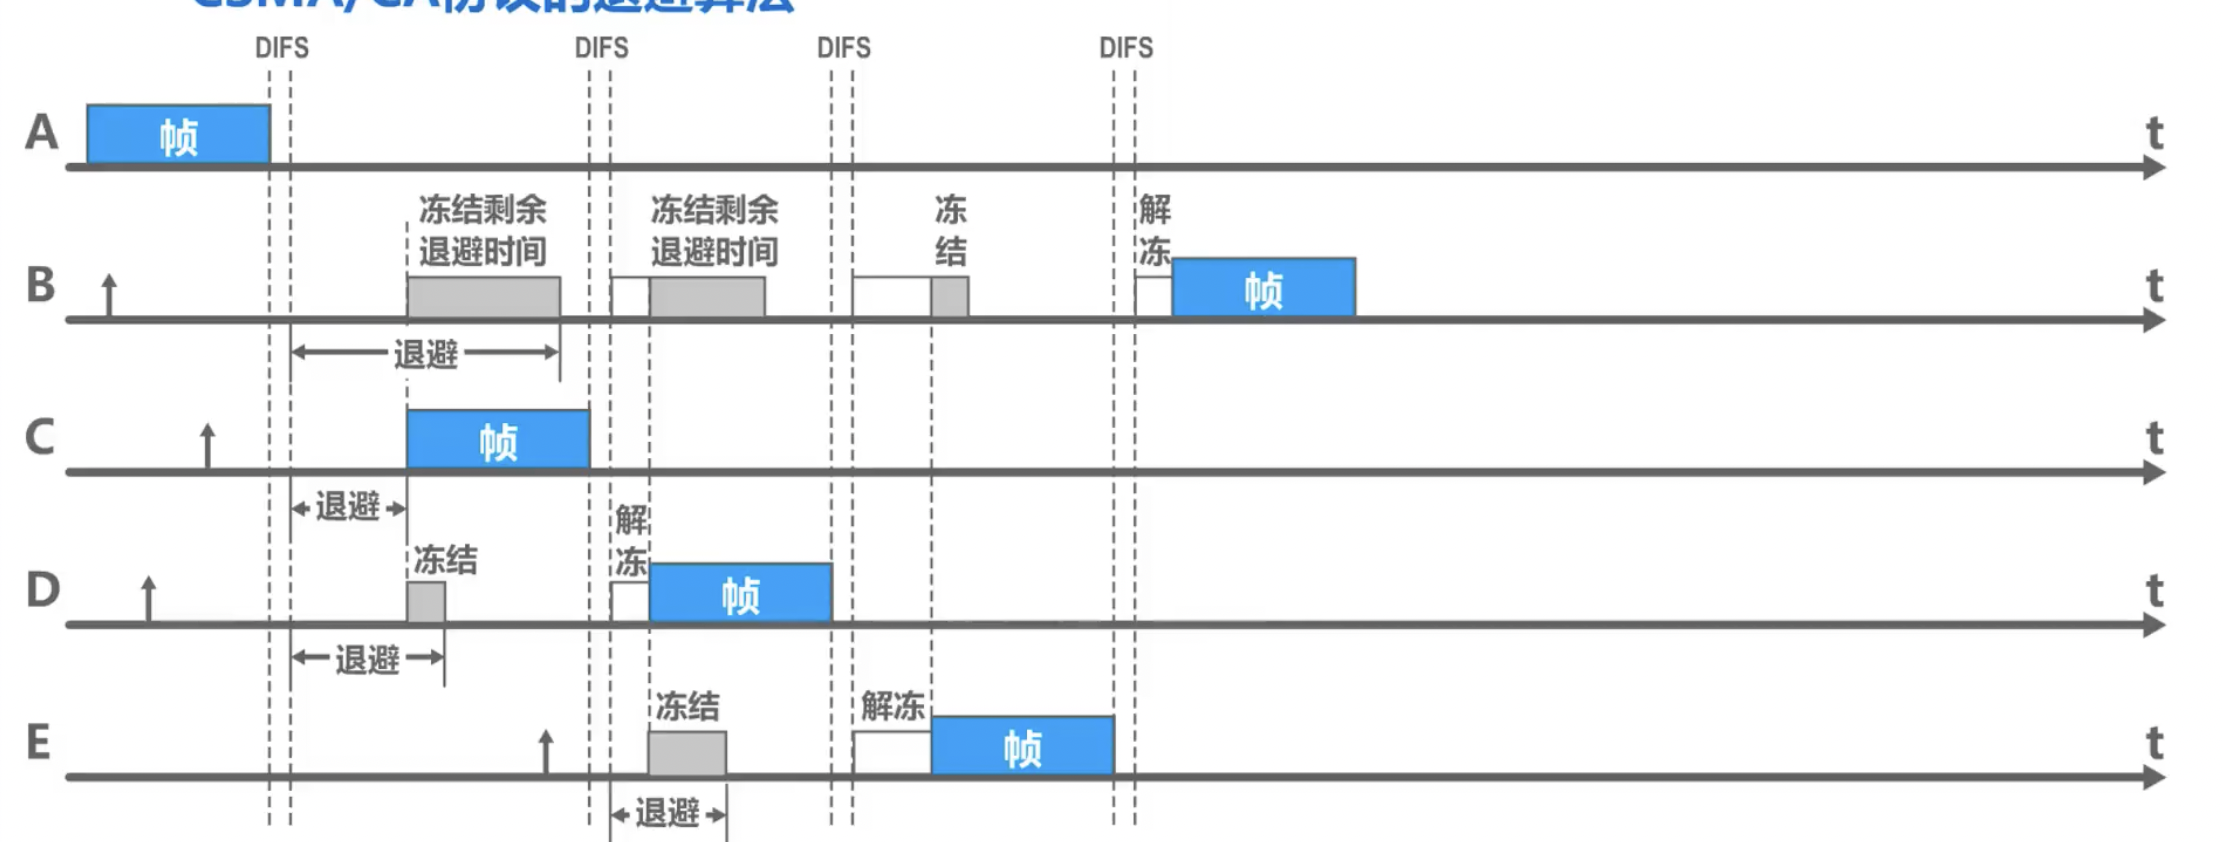 CSMA/CA协议的退避算法
DIFS DIFS DIFS DIFS
A 帧 t
冻结剩余 冻结剩余 冻 解
退避时间 退避时间 结 冻
B 帧 t
退避
C 帧 t
退避 解
冻结 冻
D 帧 t
退避
冻结 解冻
E 帧 t
退避